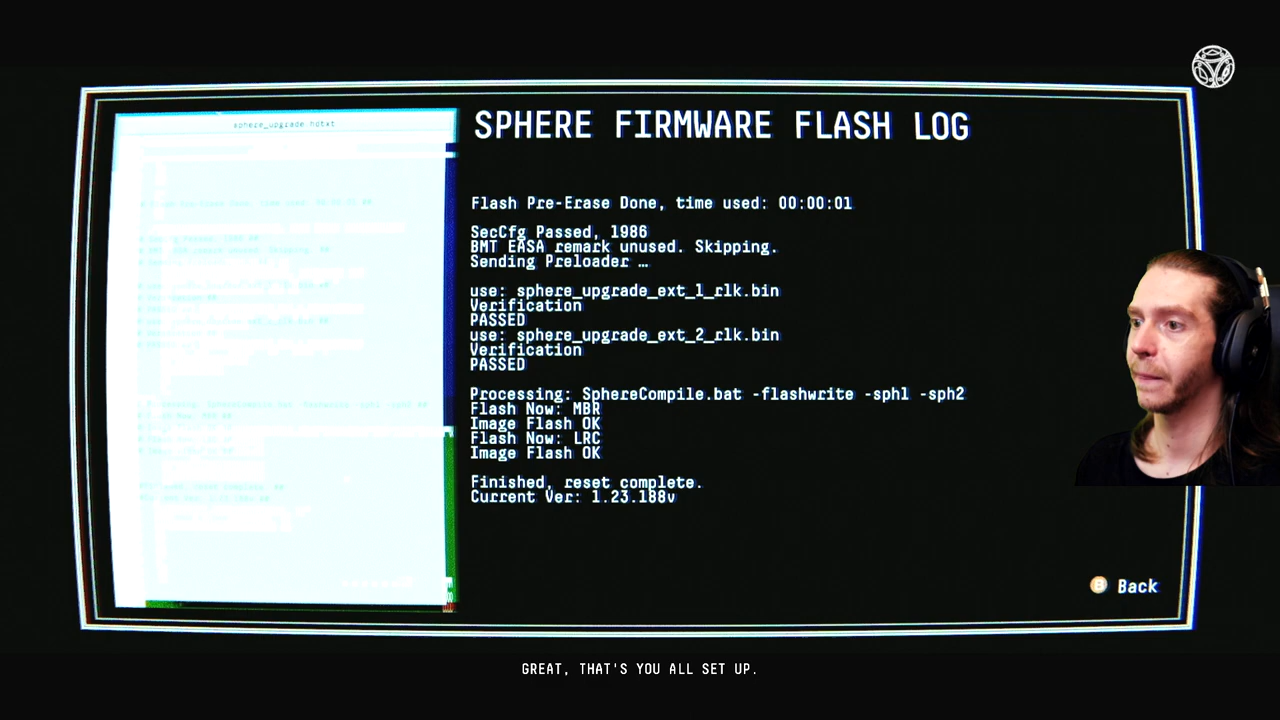 sphere_upgrade
SPHERE FIRMWARE FLASH LOG
Flash Pre-Erase Done, time used: 00:00:01
SecCfg Passed, 1986
BMT EASA remark unused. Skipping.
Sending Preloader …
use: sphere_upgrade_ext_1_rlk.bin
Verification
PASSED
use: sphere_upgrade_ext_2_rlk.bin
Verification
PASSED
Processing: SphereCompile.bat -flashwrite -sph1 -sph2
Flash Now: MBR
Image Flash OK
Flash Now: LRC
Image Flash OK
Finished, reset complete.
Current Ver: 1.23.188v
B Back
GREAT, THAT'S YOU ALL SET UP.